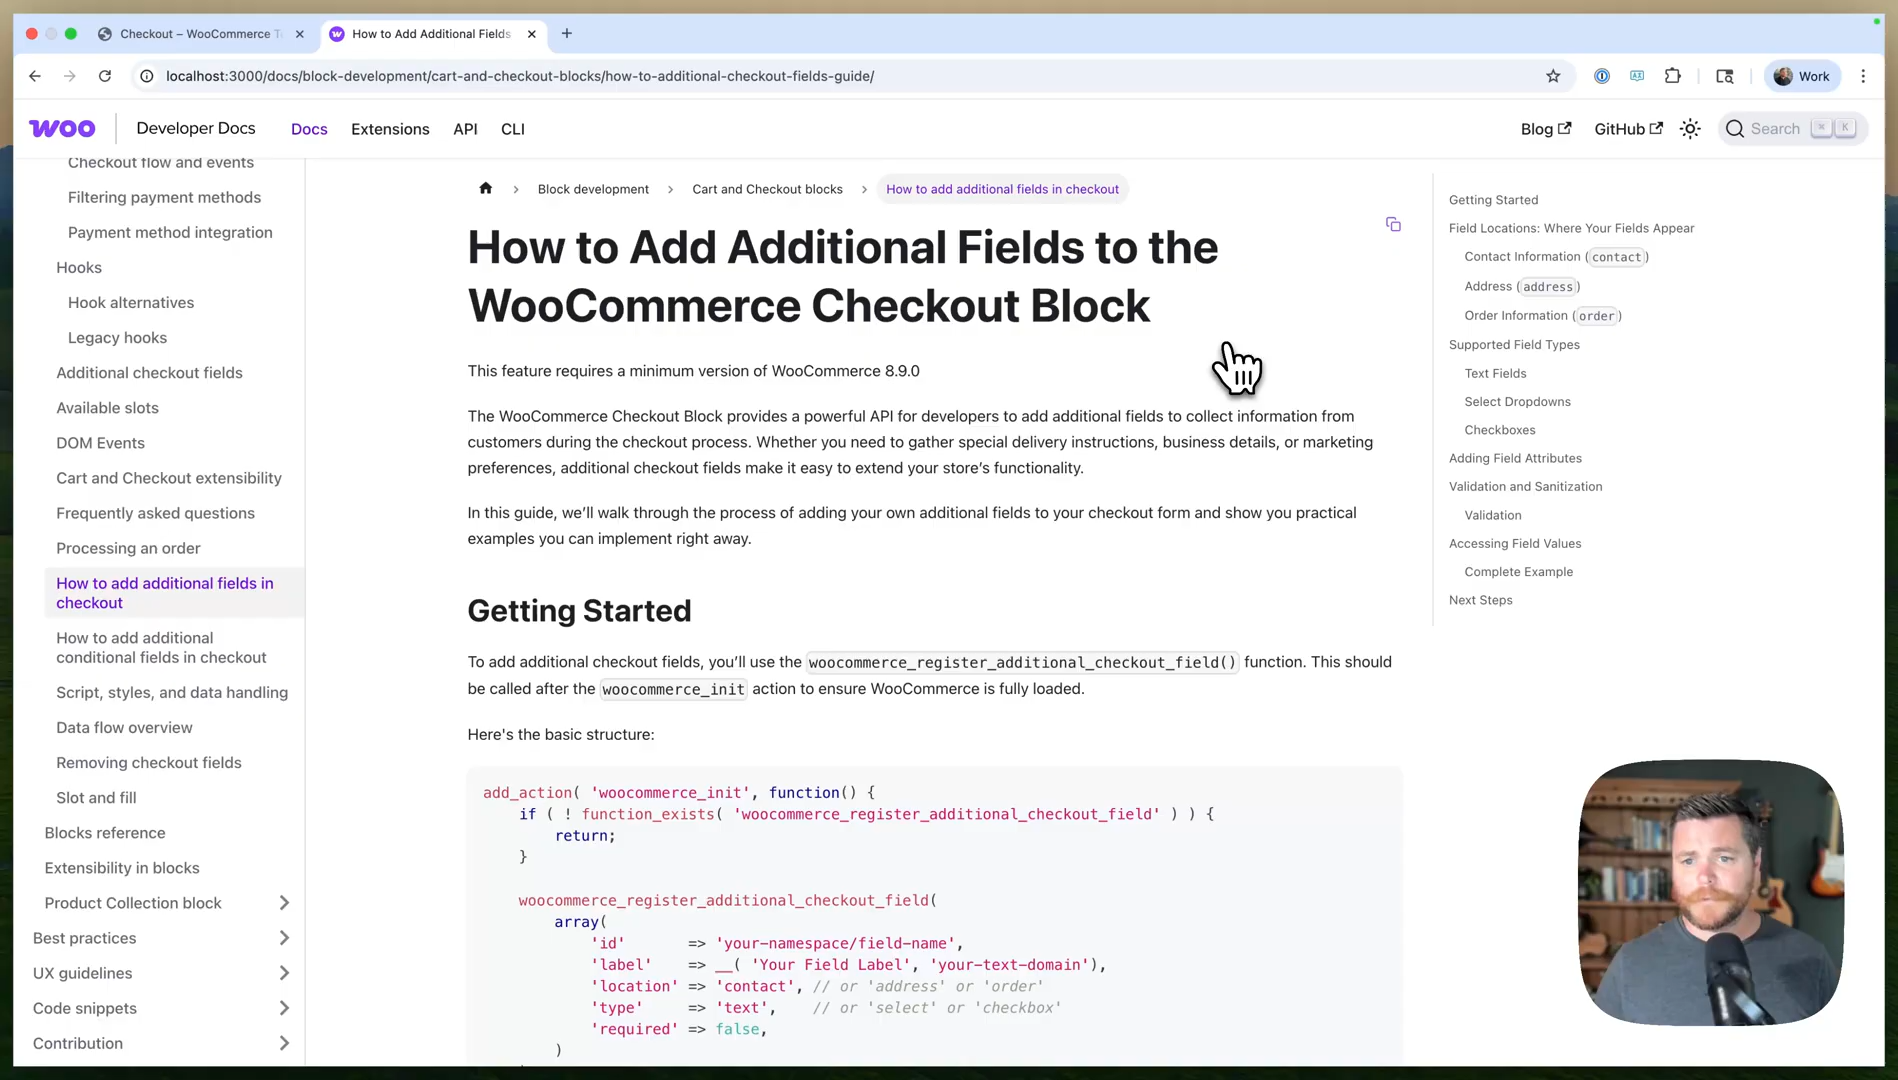 Checkout – WooCommerce T
How to Add Additional Fields
localhost:3000/docs/block-development/cart-and-checkout-blocks/how-to-additional-checkout-fields-guide/
Work
WOO
Developer Docs
Docs
Extensions
API
CLI
Blog
GitHub
Search
⌘ K
Checkout flow and events
Filtering payment methods
Payment method integration
Hooks
Hook alternatives
Legacy hooks
Additional checkout fields
Available slots
DOM Events
Cart and Checkout extensibility
Frequently asked questions
Processing an order
How to add additional fields in
checkout
How to add additional
conditional fields in checkout
Script, styles, and data handling
Data flow overview
Removing checkout fields
Slot and fill
Blocks reference
Extensibility in blocks
Product Collection block
Best practices
UX guidelines
Code snippets
Contribution
Block development
Cart and Checkout blocks
How to add additional fields in checkout
How to Add Additional Fields to the
WooCommerce Checkout Block
This feature requires a minimum version of WooCommerce 8.9.0
The WooCommerce Checkout Block provides a powerful API for developers to add additional fields to collect information from
customers during the checkout process. Whether you need to gather special delivery instructions, business details, or marketing
preferences, additional checkout fields make it easy to extend your store’s functionality.
In this guide, we’ll walk through the process of adding your own additional fields to your checkout form and show you practical
examples you can implement right away.
Getting Started
To add additional checkout fields, you’ll use the woocommerce_register_additional_checkout_field() function. This should
be called after the woocommerce_init action to ensure WooCommerce is fully loaded.
Here's the basic structure:
add_action( 'woocommerce_init', function() {
if ( ! function_exists( 'woocommerce_register_additional_checkout_field' ) ) {
return;
}
woocommerce_register_additional_checkout_field(
array(
'id' => 'your-namespace/field-name',
'label' => __( 'Your Field Label', 'your-text-domain'),
'location' => 'contact', // or 'address' or 'order'
'type' => 'text', // or 'select' or 'checkbox'
'required' => false,
)
Getting Started
Field Locations: Where Your Fields Appear
Contact Information (contact)
Address (address)
Order Information (order)
Supported Field Types
Text Fields
Select Dropdowns
Checkboxes
Adding Field Attributes
Validation and Sanitization
Validation
Accessing Field Values
Complete Example
Next Steps